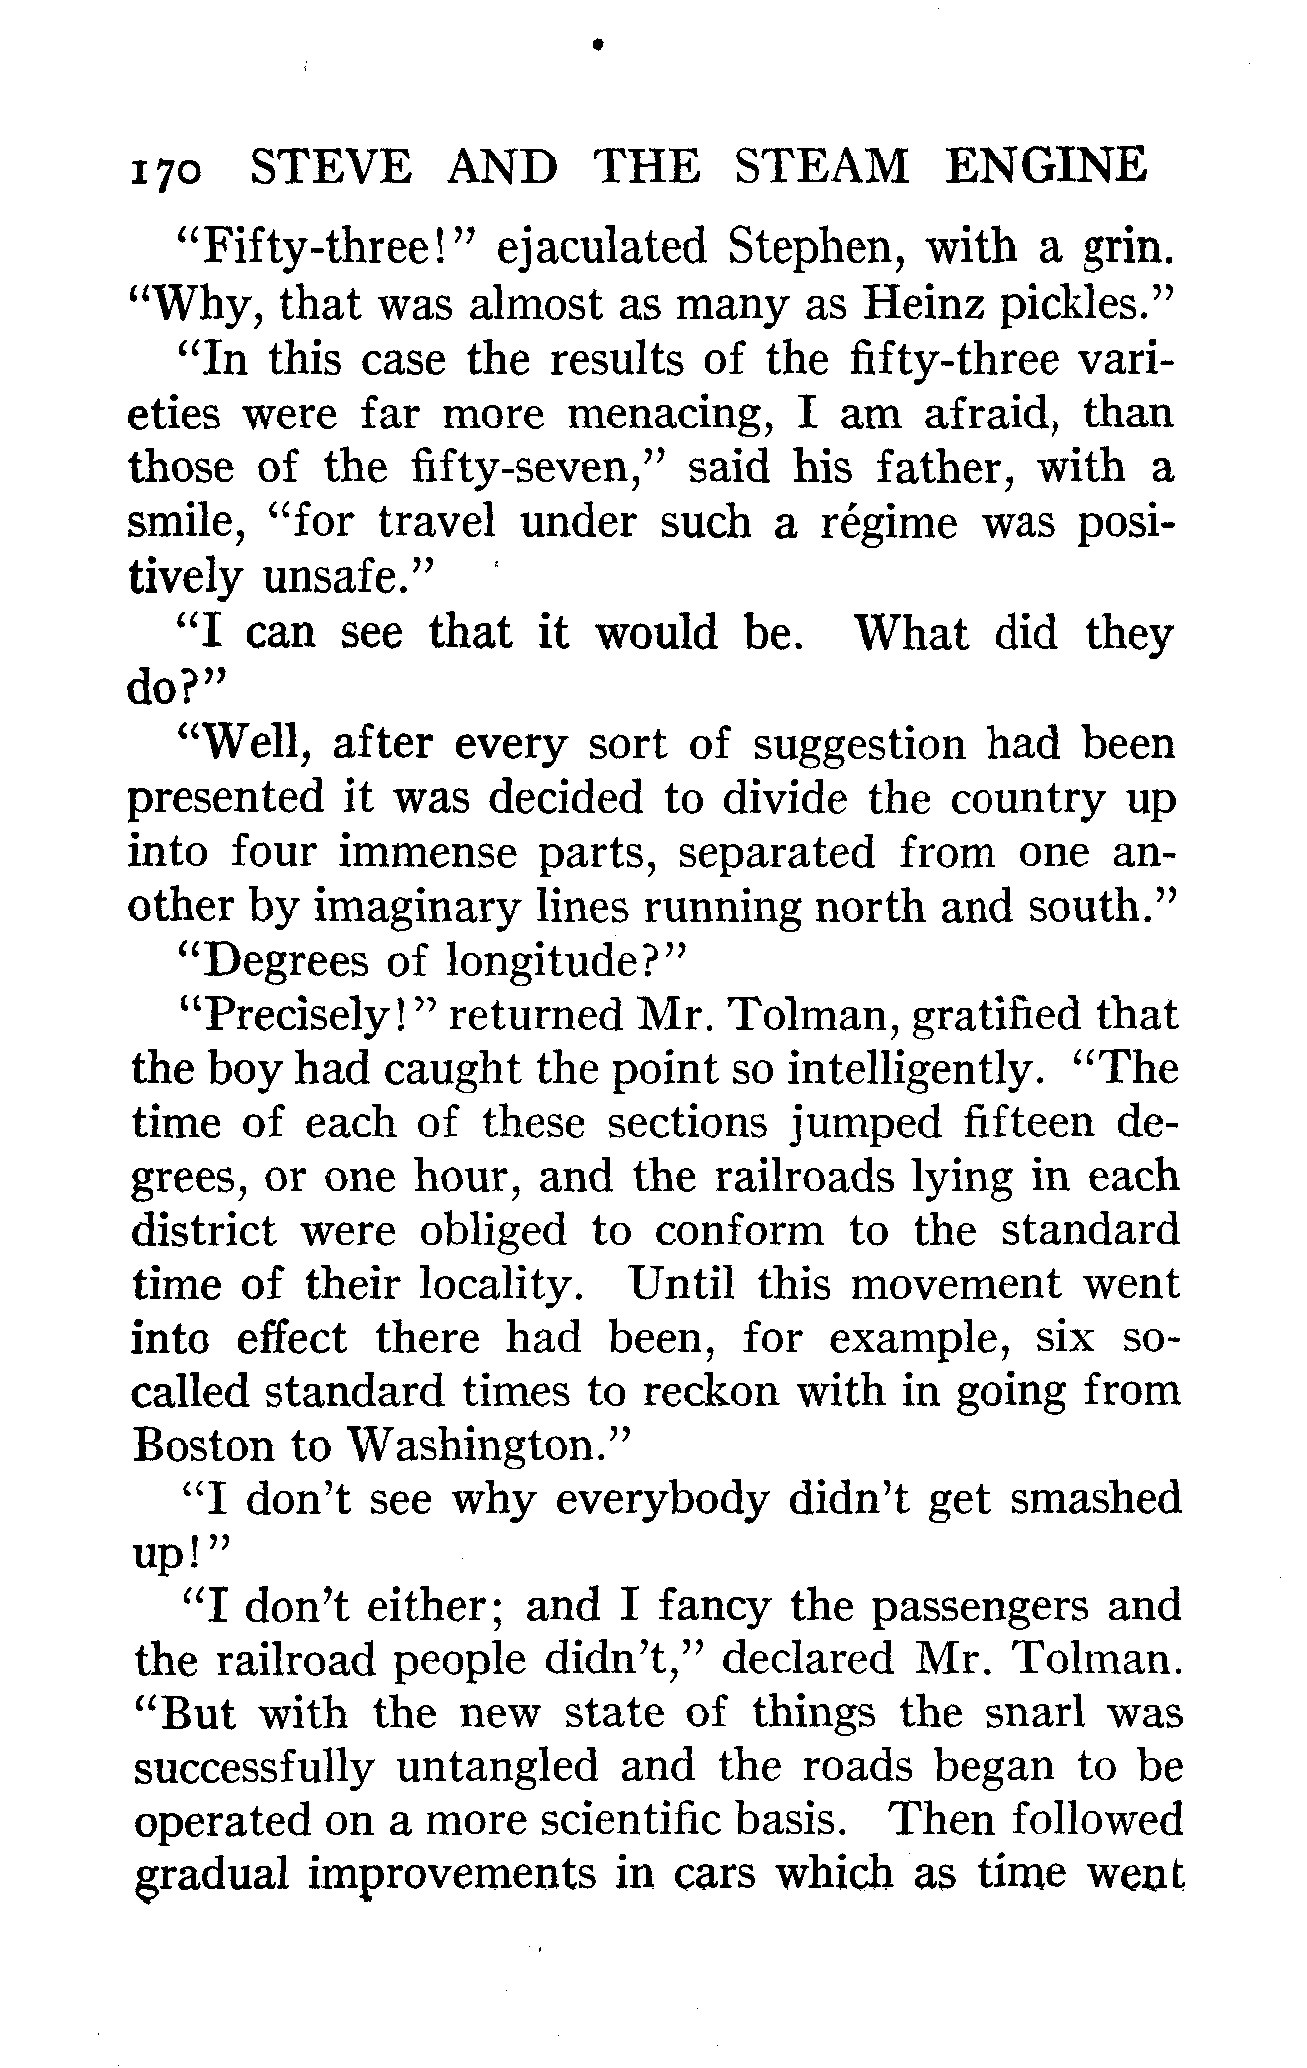 170 STEVE AND THE STEAM ENGINE
"Fifty-three!" ejaculated Stephen, with a grin.
"Why, that was almost as many as Heinz pickles."
"In this case the results of the fifty-three vari-
eties were far more menacing, I am afraid, than
those of the fifty-seven," said his father, with a
smile, "for travel under such a régime was posi-
tively unsafe."
"I can see that it would be. What did they
do?"
"Well, after every sort of suggestion had been
presented it was decided to divide the country up
into four immense parts, separated from one an-
other by imaginary lines running north and south."
"Degrees of longitude?"
"Precisely!" returned Mr. Tolman, gratified that
the boy had caught the point so intelligently. "The
time of each of these sections jumped fifteen de-
grees, or one hour, and the railroads lying in each
district were obliged to conform to the standard
time of their locality. Until this movement went
into effect there had been, for example, six so-
called standard times to reckon with in going from
Boston to Washington."
"I don't see why everybody didn't get smashed
up!"
"I don't either; and I fancy the passengers and
the railroad people didn't," declared Mr. Tolman.
"But with the new state of things the snarl was
successfully untangled and the roads began to be
operated on a more scientific basis. Then followed
gradual improvements in cars which as time went